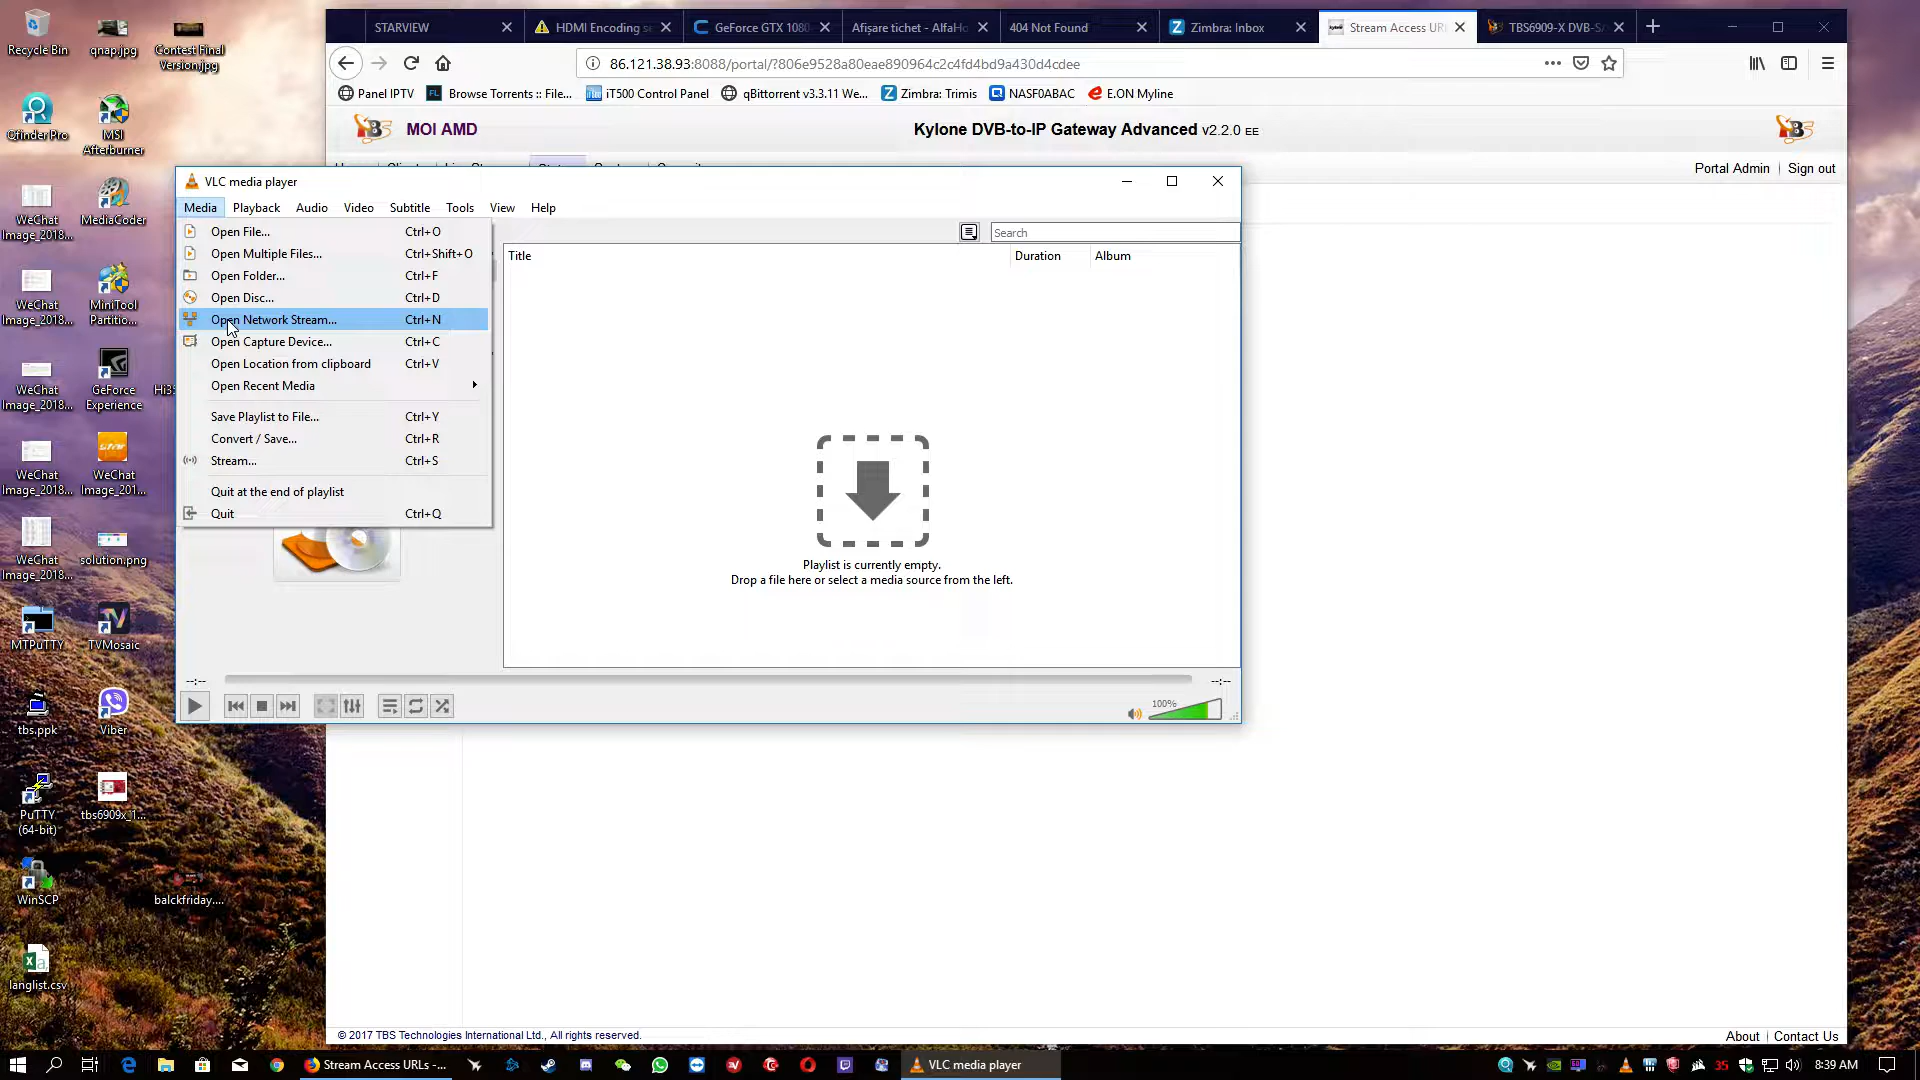 Recycle Bin
qnap.jpg
Contest Final
Version.jpg
Qfinder Pro
MSI
Afterburner
WeChat
Image_2018...
MediaCoder
WeChat
Image_2018...
MiniTool
Partitio...
WeChat
Image_2018...
GeForce
Experience
Hi35
WeChat
Image_2018...
WeChat
Image_201...
WeChat
Image_2018...
solution.png
MTPuTTY
TVMosaic
tbs.ppk
Viber
PuTTY
(64-bit)
tbs6909x_1...
WinSCP
balckfriday....
langlist.csv
STARVIEW
HDMI Encoding se
GeForce GTX 1080
Afișare tichet - AlfaHo
404 Not Found
Zimbra: Inbox
Stream Access URL
TBS6909-X DVB-S/
86.121.38.93:8088/portal/?806e9528a80eae890964c2c4fd4bd9a430d4cdee
Panel IPTV
Browse Torrents :: File...
iT500 Control Panel
qBittorrent v3.3.11 We...
Zimbra: Trimis
NASF0ABAC
E.ON Myline
MOI AMD
Kylone DVB-to-IP Gateway Advanced v2.2.0 EE
Portal Admin | Sign out
VLC media player
Media Playback Audio Video Subtitle Tools View Help
Open File... Ctrl+O
Open Multiple Files... Ctrl+Shift+O
Open Folder... Ctrl+F
Open Disc... Ctrl+D
Open Network Stream... Ctrl+N
Open Capture Device... Ctrl+C
Open Location from clipboard Ctrl+V
Open Recent Media
Save Playlist to File... Ctrl+Y
Convert / Save... Ctrl+R
Stream... Ctrl+S
Quit at the end of playlist
Quit Ctrl+Q
Search
Title Duration Album
Playlist is currently empty.
Drop a file here or select a media source from the left.
--:-- --:--
100%
© 2017 TBS Technologies International Ltd., All rights reserved.
About | Contact Us
Stream Access URLs -...
VLC media player
35
8:39 AM